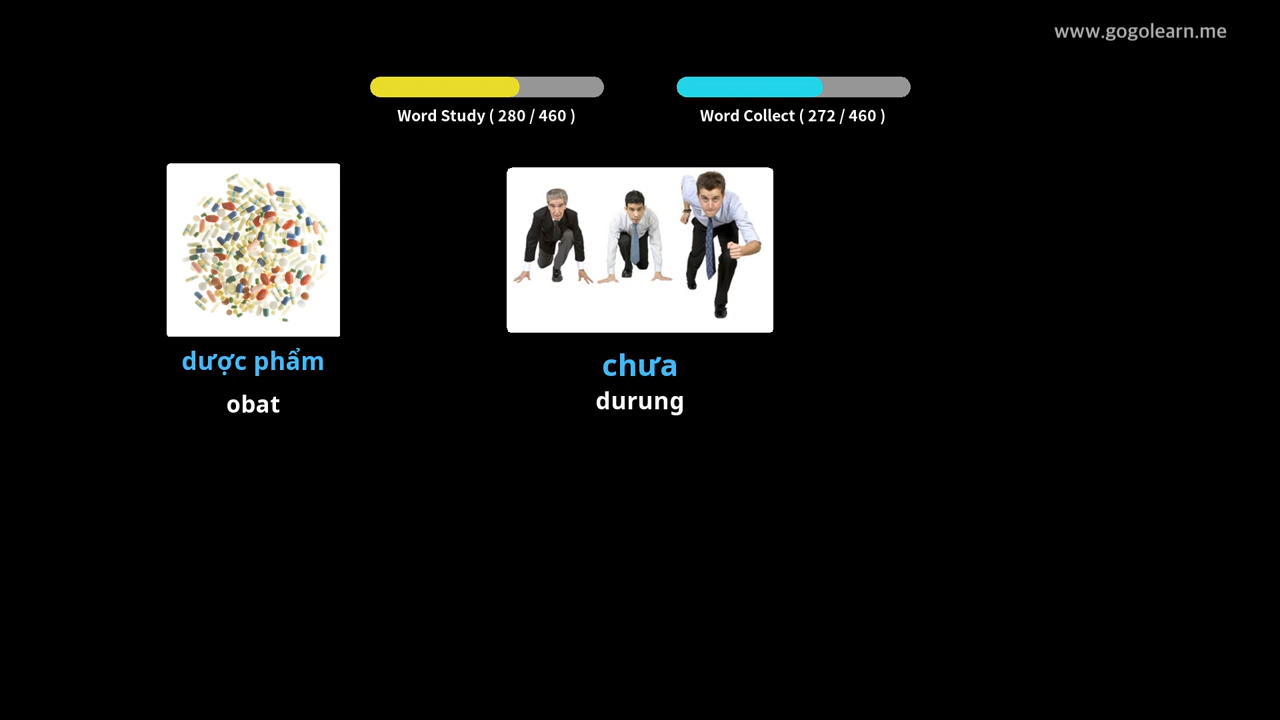 www.gogolearn.me
Word Study ( 280 / 460 )
Word Collect ( 272 / 460 )
dược phẩm
obat
chưa
durung